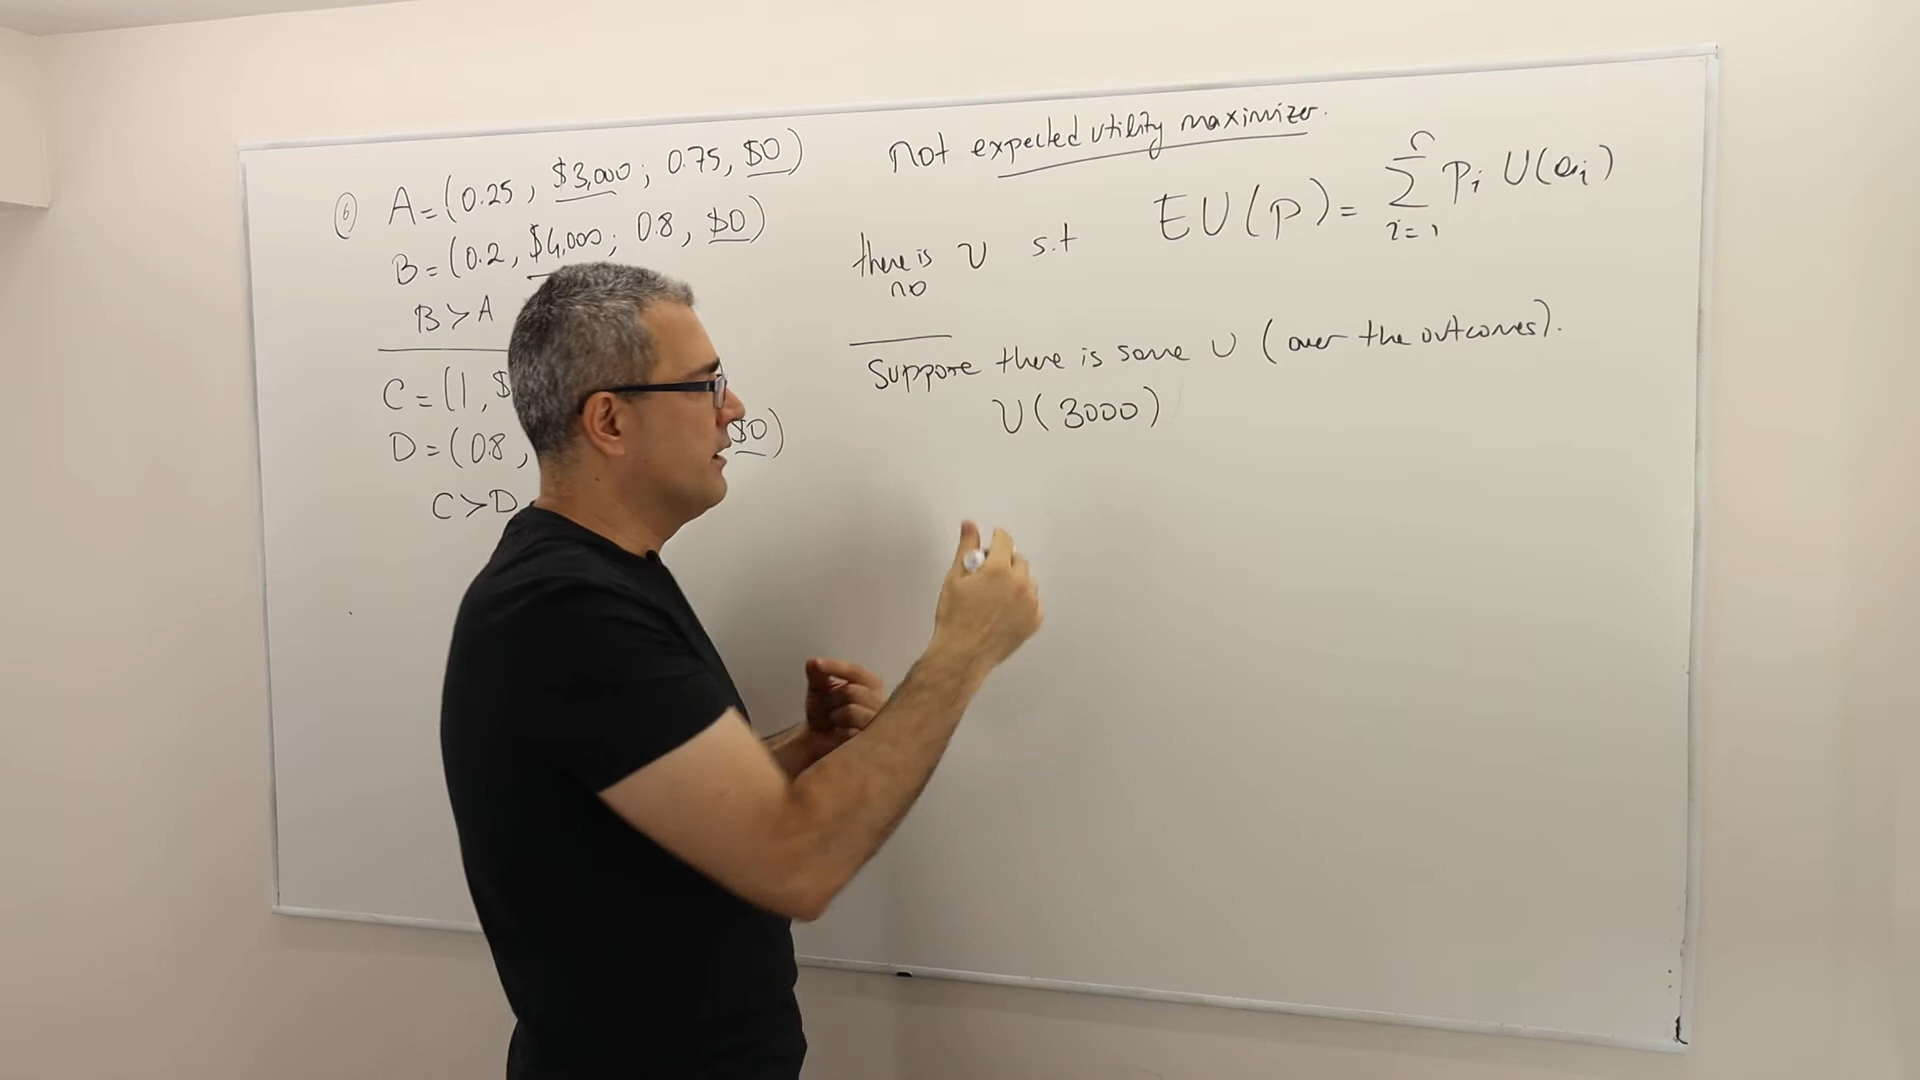 ⑥ A=(0.25, $3,000; 0.75, $0)
B=(0.2, $4,000; 0.8, $0)
B>A
C=(1, $
D=(0.8, $0)
C>D
Not expected utility maximizer.
there is no U s.t EU(p)= n∑i=1 pi U(ai)
Suppose there is some U (over the outcomes).
U(3000)